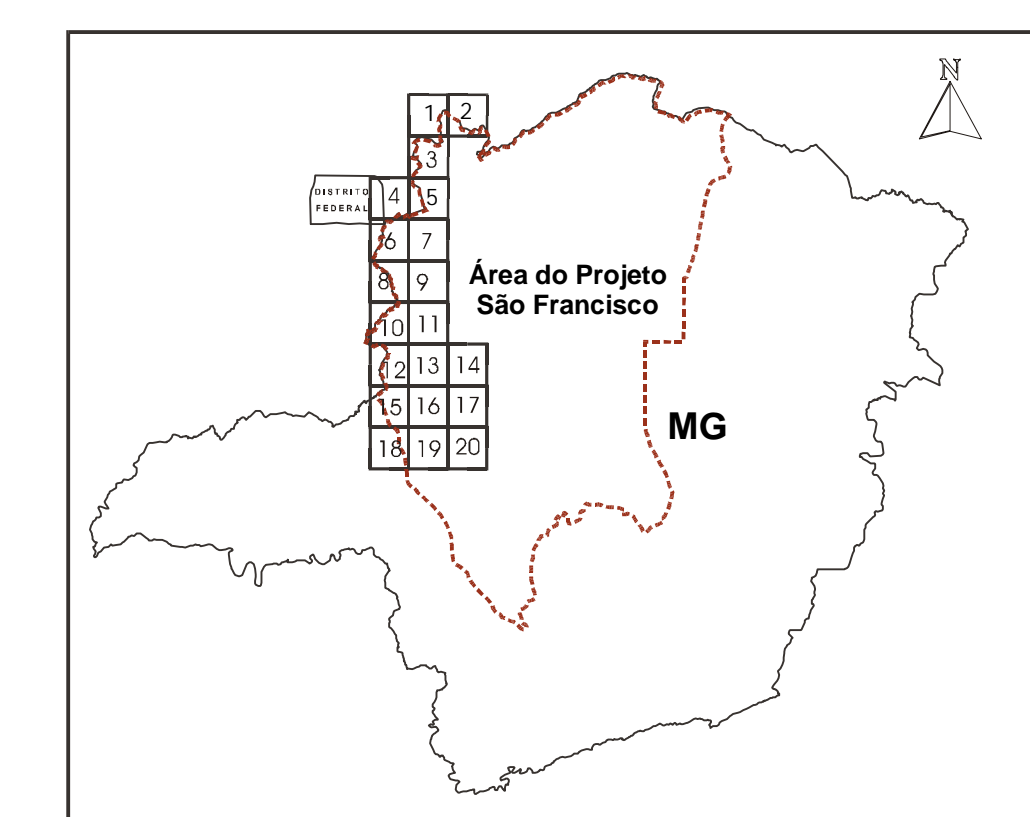 N
1 2
3
DISTRITO
FEDERAL
4 5
6 7
8 9
Área do Projeto
São Francisco
10 11
12 13 14
15 16 17
MG
18 19 20